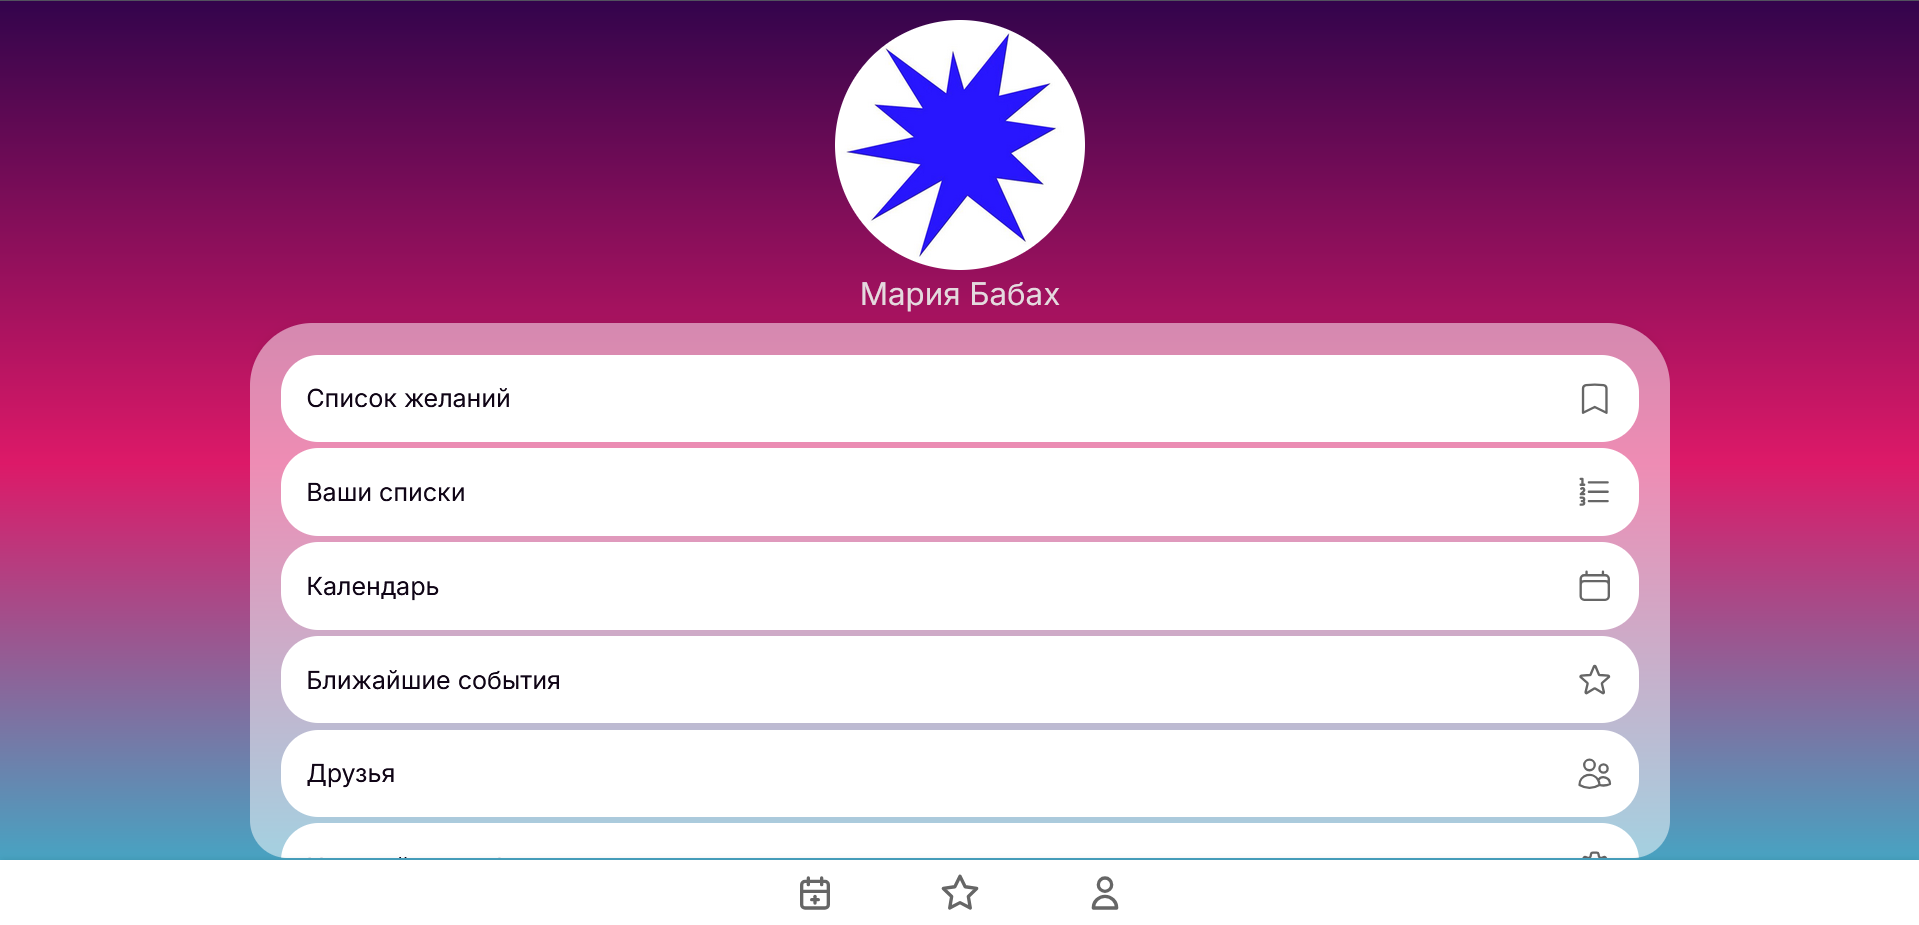 Мария Бабах
Список желаний
Ваши списки
Календарь
Ближайшие события
Друзья